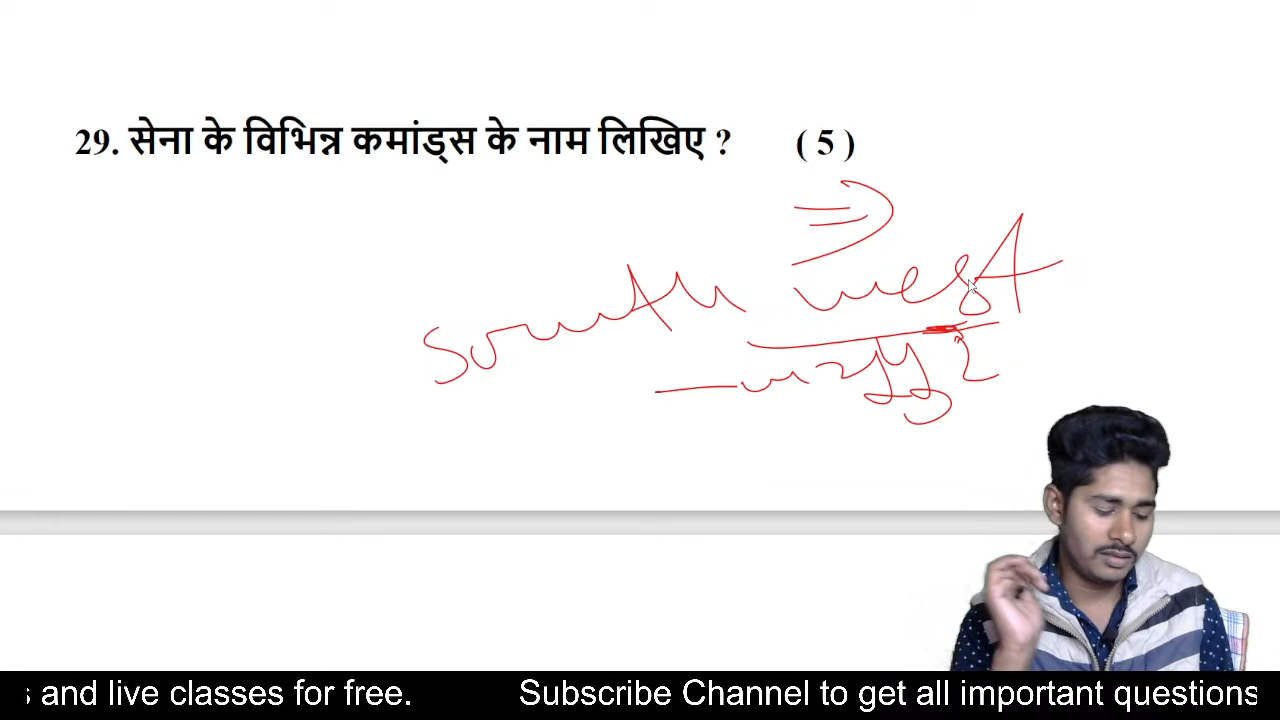 29. सेना के विभिन्न कमांड्स के नाम लिखिए ? ( 5 )
south west
s and live classes for free. Subscribe Channel to get all important questions